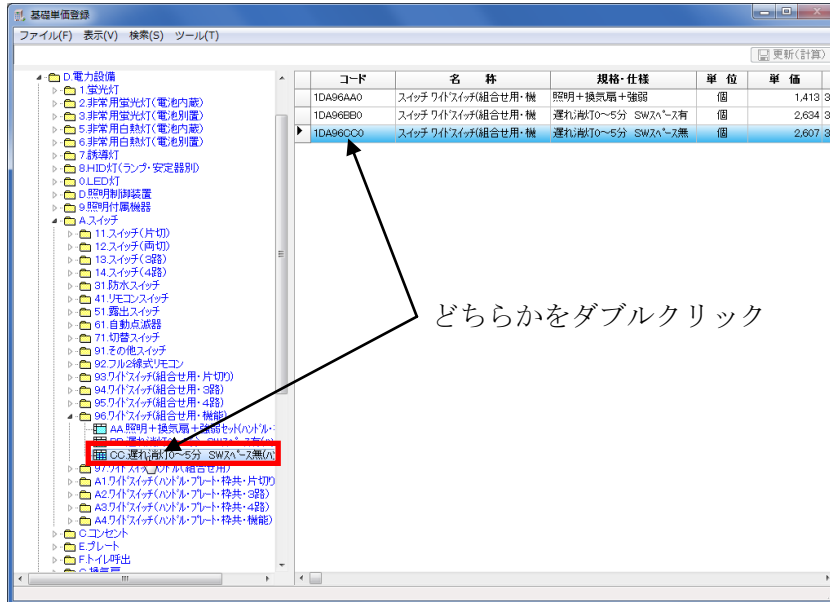 基礎単価登録
ファイル(F) 表示(V) 検索(S) ツール(T)
更新(計算)
D.電力設備
1.蛍光灯
2.非常用蛍光灯(電池内蔵)
3.非常用蛍光灯(電池別置)
5.非常用白熱灯(電池内蔵)
6.非常用白熱灯(電池別置)
7.誘導灯
8.HID灯(ランプ・安定器別)
0.LED灯
D.照明制御装置
9.照明付属機器
A.スイッチ
11.スイッチ(片切)
12.スイッチ(両切)
13.スイッチ(3路)
14.スイッチ(4路)
31.防水スイッチ
41.リモコンスイッチ
51.露出スイッチ
61.自動点滅器
71.切替スイッチ
91.その他スイッチ
92.フル2線式リモコン
93.ワイドスイッチ(組合せ用・片切り)
94.ワイドスイッチ(組合せ用・3路)
95.ワイドスイッチ(組合せ用・4路)
96.ワイドスイッチ(組合せ用・機能)
AA.照明+換気扇+強弱セット(ハンドル・
CC.遅れ消灯0~5分 SWスペース無(ハ
97.ワイドスイッチハンドル(組合せ用)
A1.ワイドスイッチ(ハンドル・プレート・枠共・片切り)
A2.ワイドスイッチ(ハンドル・プレート・枠共・3路)
A3.ワイドスイッチ(ハンドル・プレート・枠共・4路)
A4.ワイドスイッチ(ハンドル・プレート・枠共・機能)
C.コンセント
E.プレート
F.トイレ呼出
コード 名 称 規格・仕様 単 位 単 価
1DA96AA0 スイッチ ワイドスイッチ(組合せ用・機 照明+換気扇+強弱 個 1,413 3
1DA96BB0 スイッチ ワイドスイッチ(組合せ用・機 遅れ消灯0~5分 SWスペース有 個 2,634 3
1DA96CC0 スイッチ ワイドスイッチ(組合せ用・機 遅れ消灯0~5分 SWスペース無 個 2,607 3
どちらかをダブルクリック